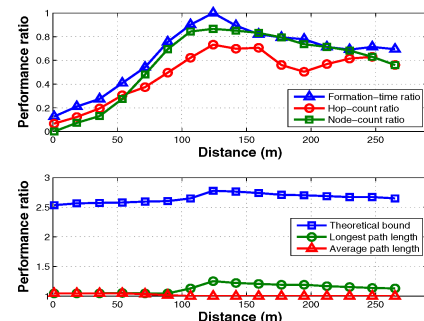 1
0.8
0.6
0.4
0.2
0
Performance ratio
Formation−time ratio
Hop−count ratio
Node−count ratio
0 50 100 150 200 250
Distance (m)
3
2.5
2
1.5
1
Performance ratio
Theoretical bound
Longest path length
Average path length
0 50 100 150 200 250
Distance (m)